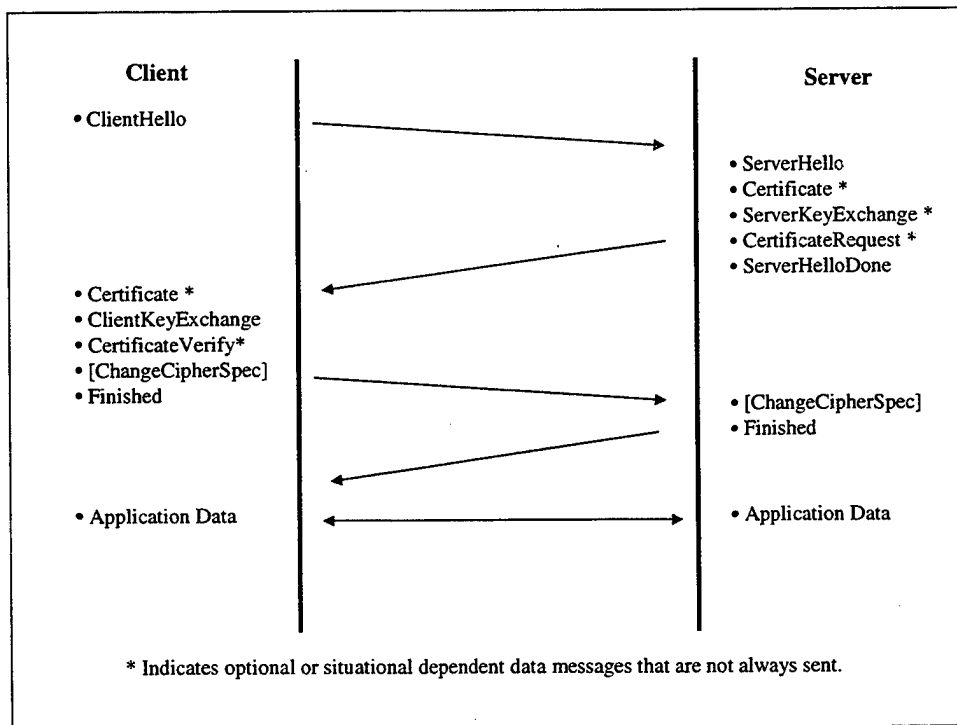 Client
Server
• ClientHello
• ServerHello
• Certificate *
• ServerKeyExchange *
• CertificateRequest *
• ServerHelloDone
• Certificate *
• ClientKeyExchange
• CertificateVerify*
• [ChangeCipherSpec]
• Finished
• [ChangeCipherSpec]
• Finished
• Application Data
• Application Data
* Indicates optional or situational dependent data messages that are not always sent.